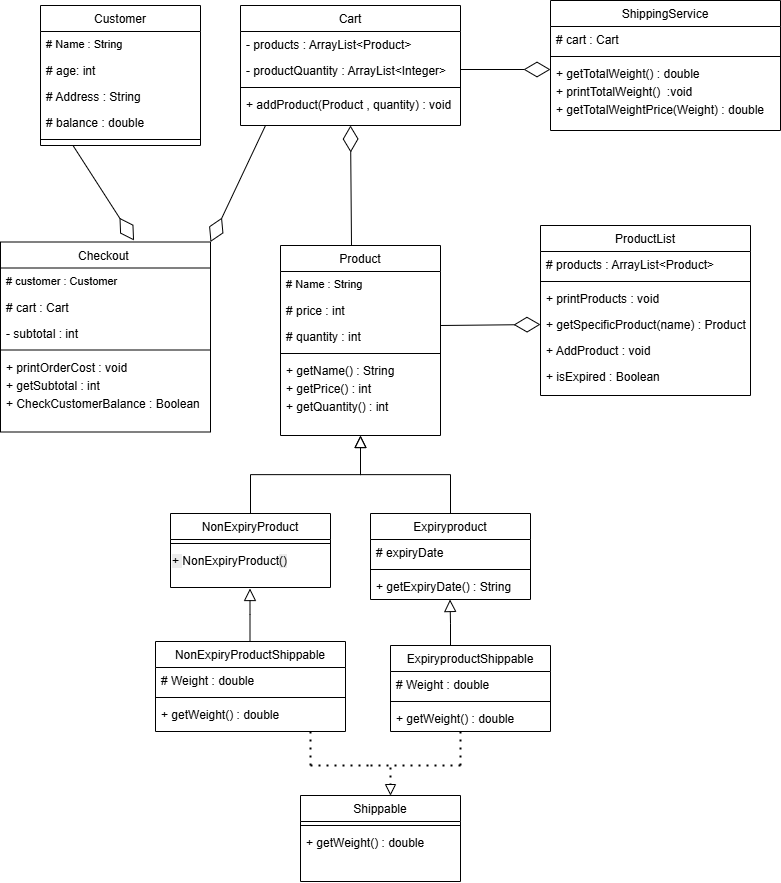 Customer
# Name : String
# age: int
# Address : String
# balance : double
Cart
- products : ArrayList<Product>
- productQuantity : ArrayList<Integer>
+ addProduct(Product , quantity) : void
ShippingService
# cart : Cart
+ getTotalWeight() : double
+ printTotalWeight() :void
+ getTotalWeightPrice(Weight) : double
Checkout
# customer : Customer
# cart : Cart
- subtotal : int
+ printOrderCost : void
+ getSubtotal : int
+ CheckCustomerBalance : Boolean
Product
# Name : String
# price : int
# quantity : int
+ getName() : String
+ getPrice() : int
+ getQuantity() : int
ProductList
# products : ArrayList<Product>
+ printProducts : void
+ getSpecificProduct(name) : Product
+ AddProduct : void
+ isExpired : Boolean
NonExpiryProduct
+ NonExpiryProduct()
Expiryproduct
# expiryDate
+ getExpiryDate() : String
NonExpiryProductShippable
# Weight : double
+ getWeight() : double
ExpiryproductShippable
# Weight : double
+ getWeight() : double
Shippable
+ getWeight() : double